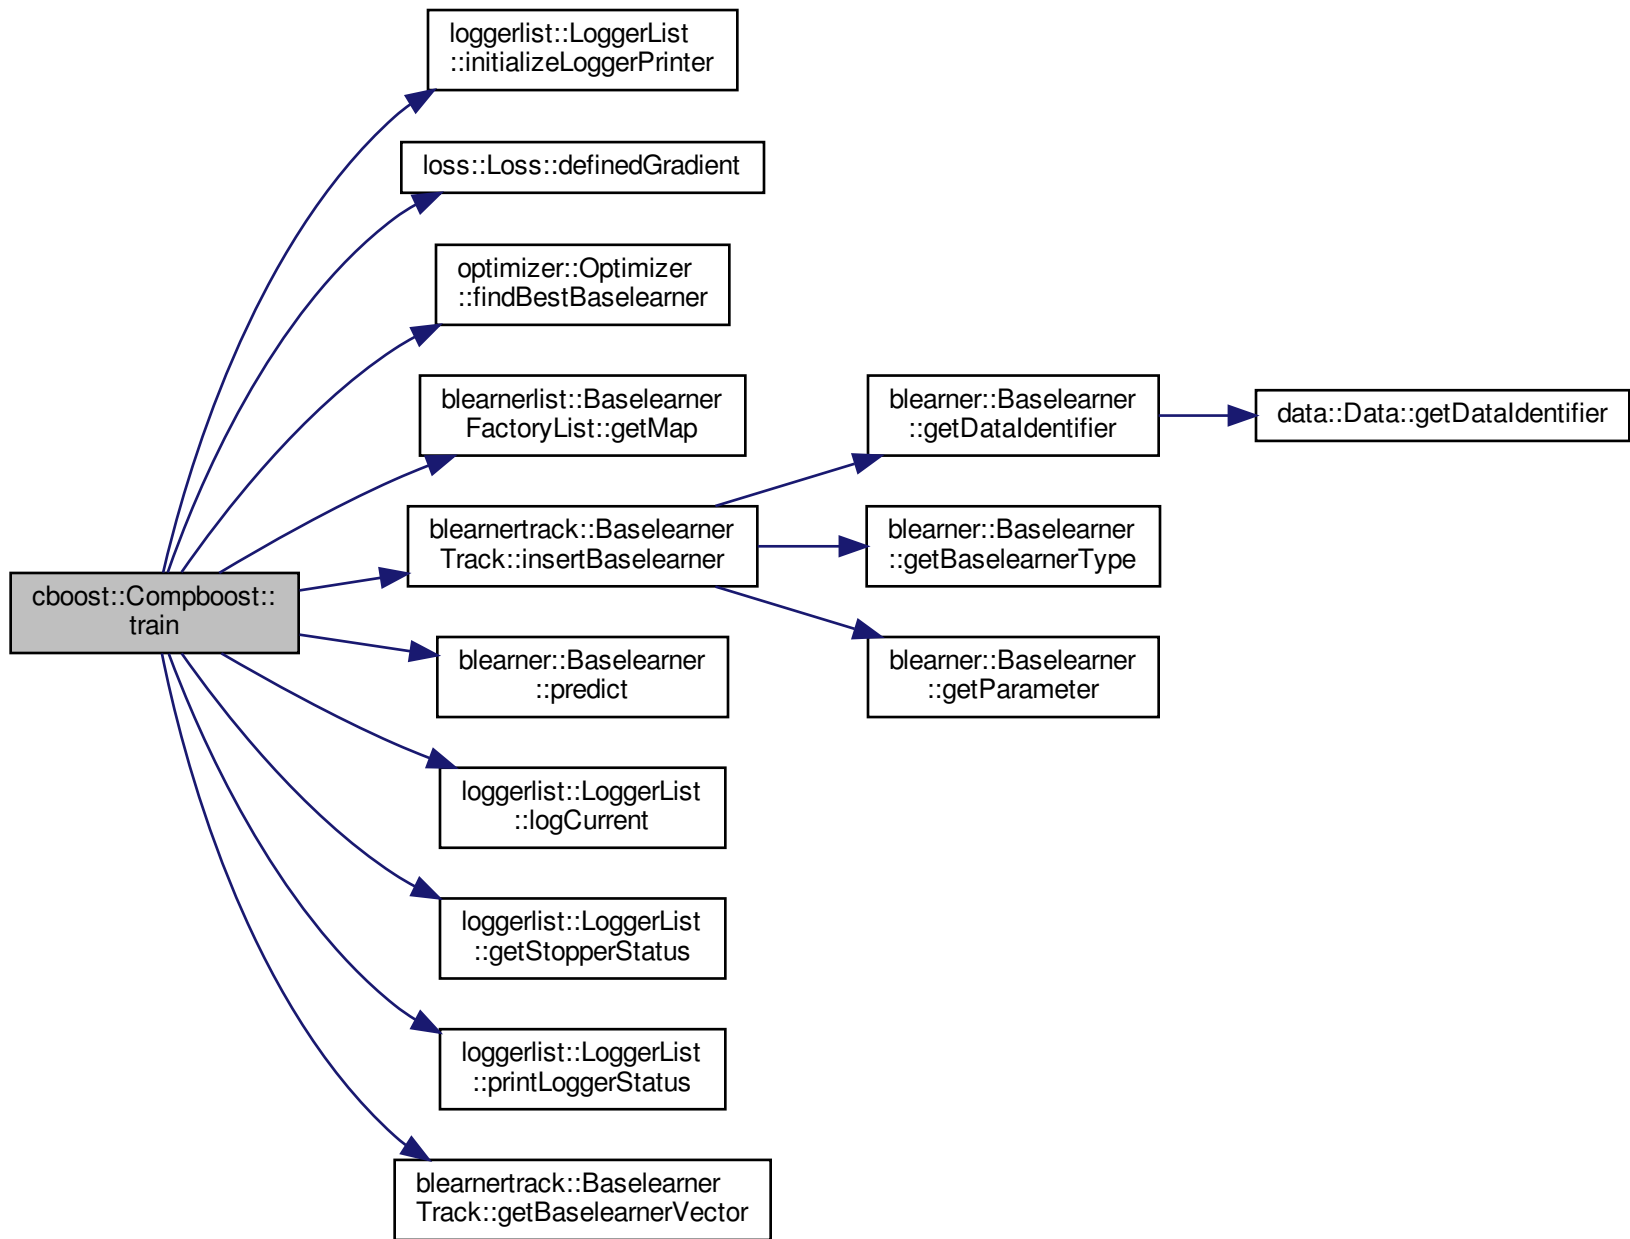 loggerlist::LoggerList
::initializeLoggerPrinter
loss::Loss::definedGradient
optimizer::Optimizer
::findBestBaselearner
blearnerlist::Baselearner
FactoryList::getMap
blearner::Baselearner
::getDataIdentifier
data::Data::getDataIdentifier
blearnertrack::Baselearner
Track::insertBaselearner
blearner::Baselearner
::getBaselearnerType
cboost::Compboost::
train
blearner::Baselearner
::predict
blearner::Baselearner
::getParameter
loggerlist::LoggerList
::logCurrent
loggerlist::LoggerList
::getStopperStatus
loggerlist::LoggerList
::printLoggerStatus
blearnertrack::Baselearner
Track::getBaselearnerVector